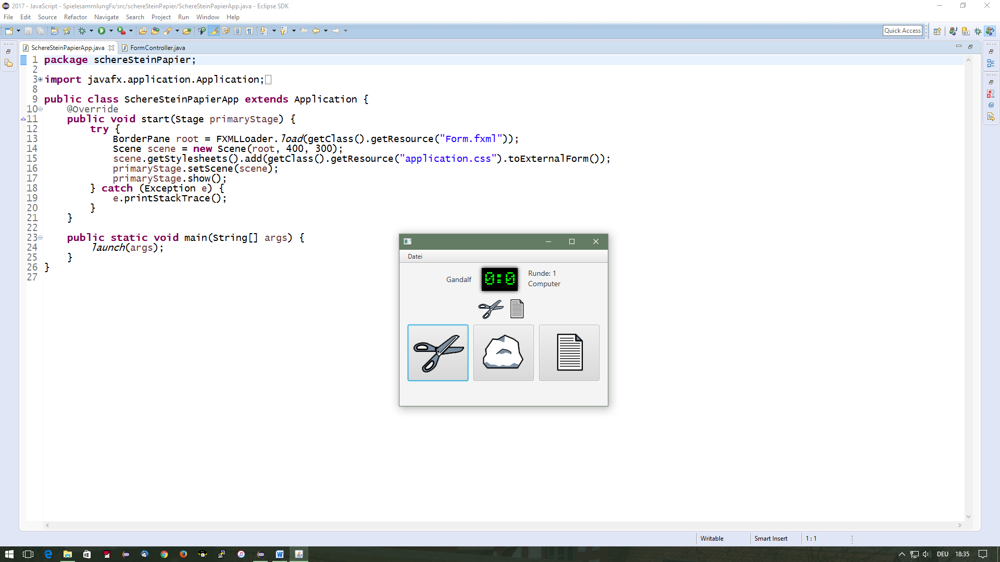 2017 - JavaScript - SpielesammlungFx/src/schereSteinPapier/SchereSteinPapierApp.java - Eclipse SDK
File Edit Source Refactor Navigate Search Project Run Window Help
Quick Access
SchereSteinPapierApp.java FormController.java
1 package schereSteinPapier;
2
3 import javafx.application.Application;
8
9 public class SchereSteinPapierApp extends Application {
10 @Override
11 public void start(Stage primaryStage) {
12 try {
13 BorderPane root = FXMLLoader.load(getClass().getResource("Form.fxml"));
14 Scene scene = new Scene(root, 400, 300);
15 scene.getStylesheets().add(getClass().getResource("application.css").toExternalForm());
16 primaryStage.setScene(scene);
17 primaryStage.show();
18 } catch (Exception e) {
19 e.printStackTrace();
20 }
21 }
22
23 public static void main(String[] args) {
24 launch(args);
25 }
26 }
27
Datei
Gandalf 0:0 Runde: 1
Computer
Writable Smart Insert 1 : 1
DEU 18:35